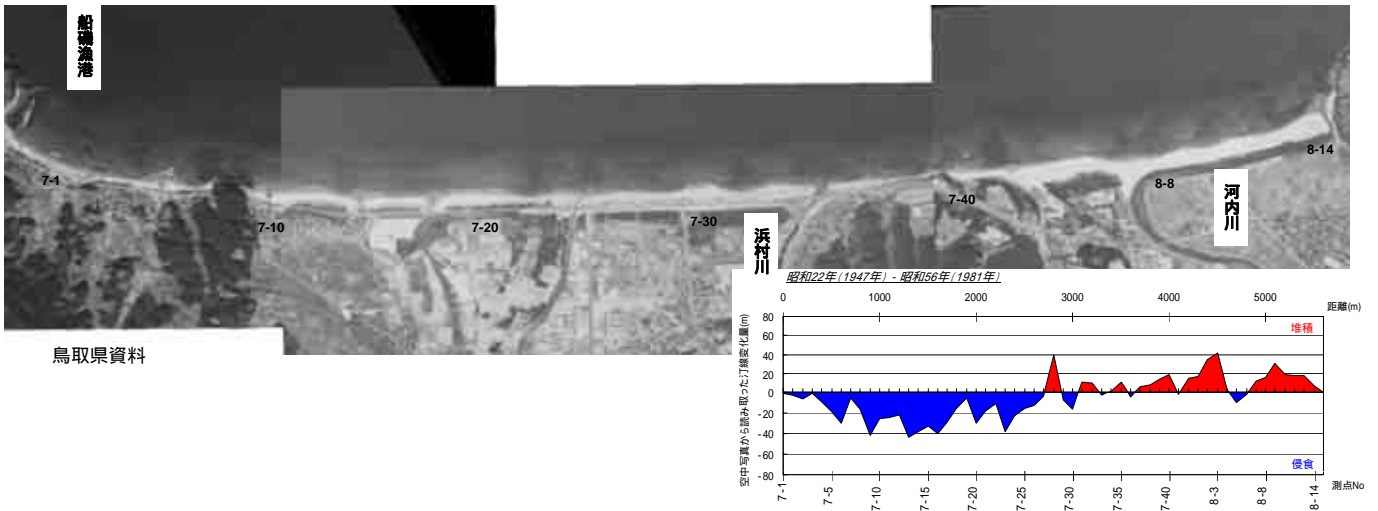 船磯漁港
7-1
7-10
7-20
7-30
7-40
8-8
8-14
河内川
浜村川
鳥取県資料
昭和22年(1947年) - 昭和56年(1981年)
0 1000 2000 3000 4000 5000
距離(m)
空中写真から読み取った汀線変化量(m)
80
60
40
20
0
-20
-40
-60
-80
堆積
侵食
7-1 7-5 7-10 7-15 7-20 7-25 7-30 7-35 7-40 8-3 8-8 8-14
測点No